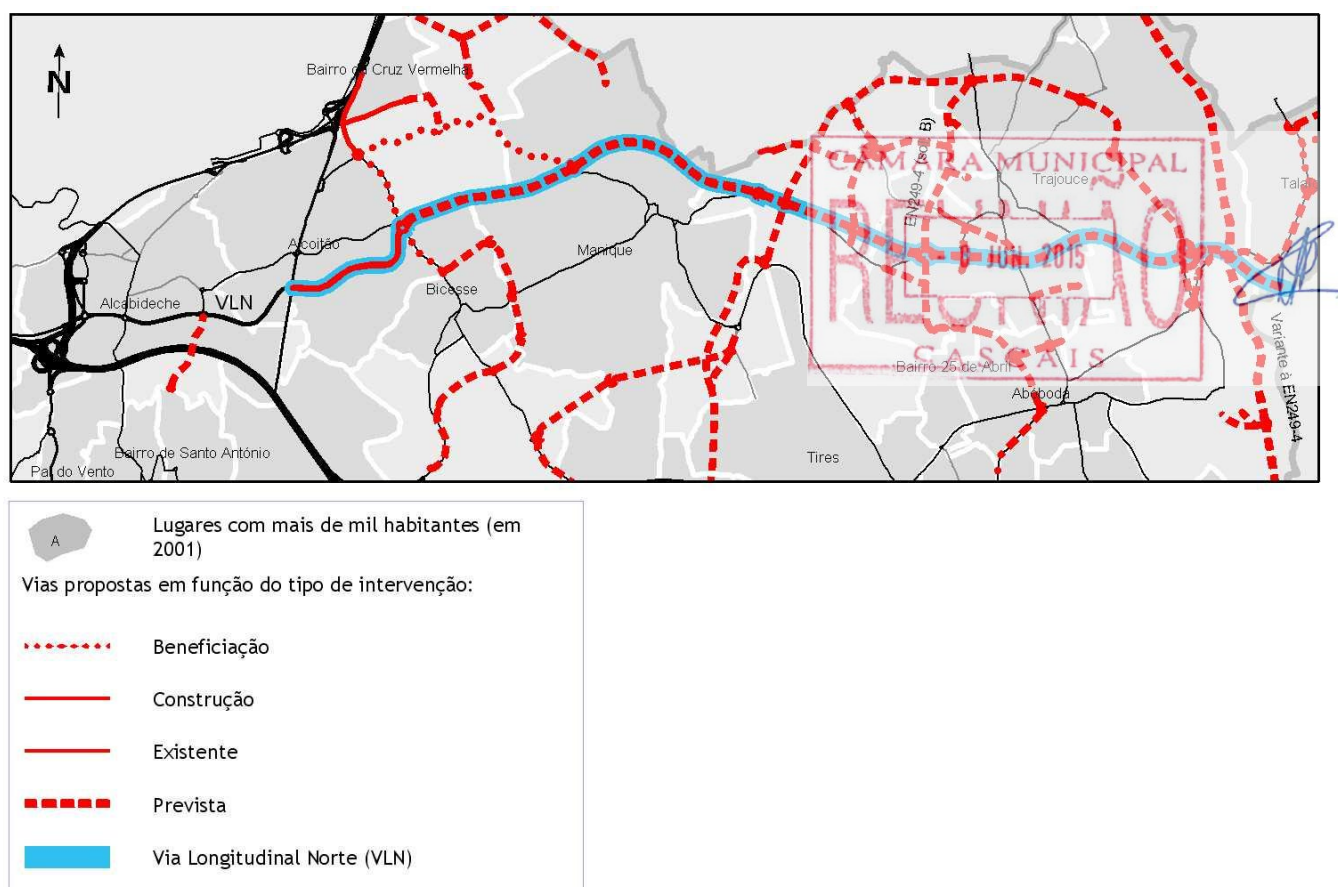 N
Bairro da Cruz Vermelha
EN249-4 (sol. B)
CÂMARA MUNICIPAL
Trajouce
REUNIÃO
JUN. 2015
Alcoitão
Manique
Bicesse
Alcabideche
VLN
CASCAIS
Bairro 25 de Abril
Abóboda
Variante à EN249-4
Bairro de Santo António
Pai do Vento
Tires
A
Lugares com mais de mil habitantes (em
2001)
Vias propostas em função do tipo de intervenção:
Beneficiação
Construção
Existente
Prevista
Via Longitudinal Norte (VLN)